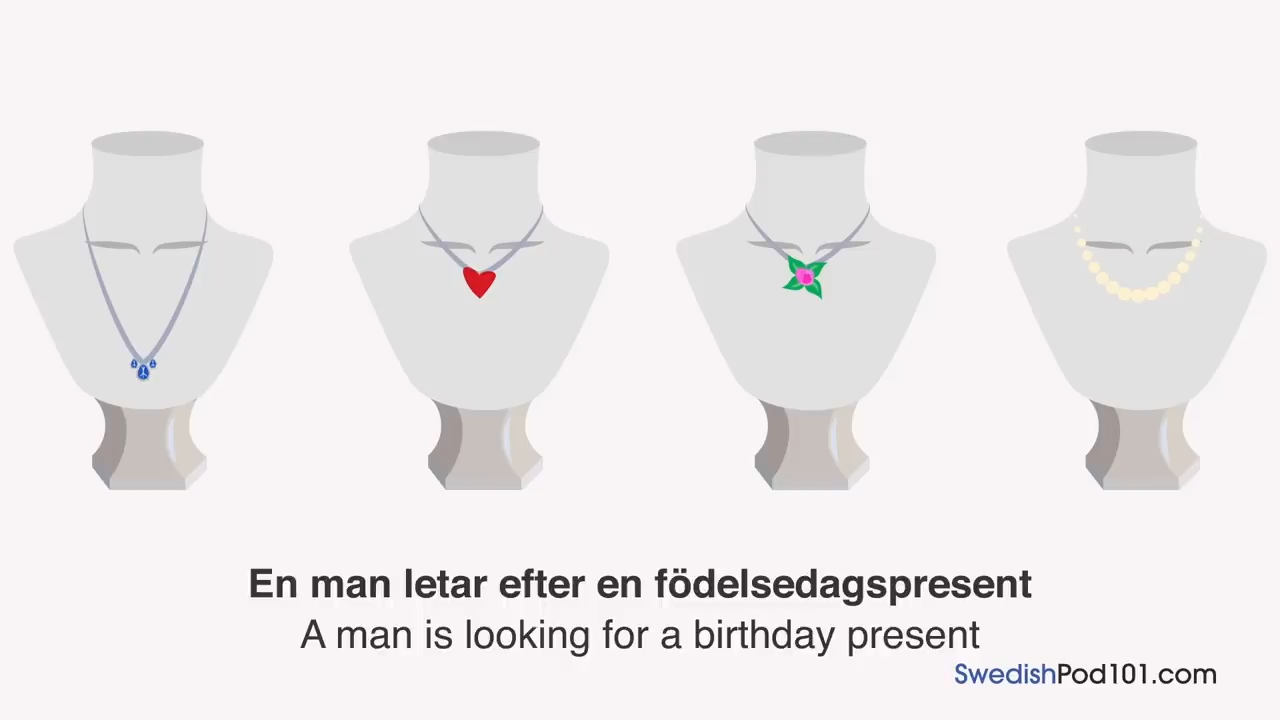 En man letar efter en födelsedagspresent
A man is looking for a birthday present
SwedishPod101.com